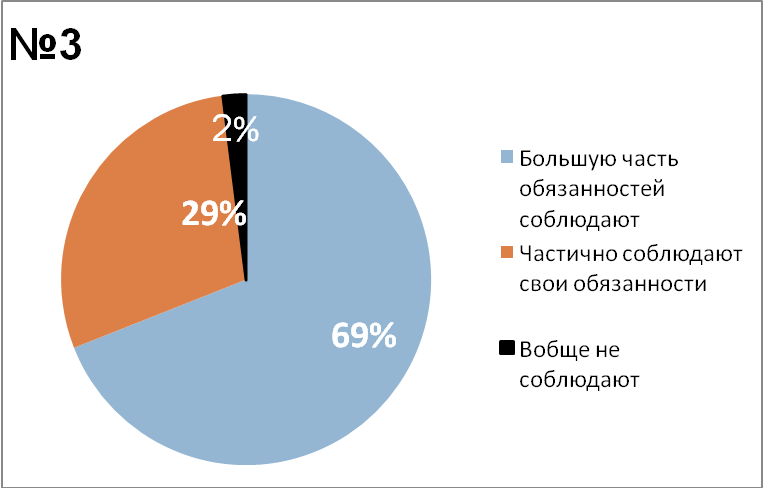 №3
2%
29%
69%
Большую часть
обязанностей
соблюдают
Частично соблюдают
свои обязанности
Вобще не
соблюдают